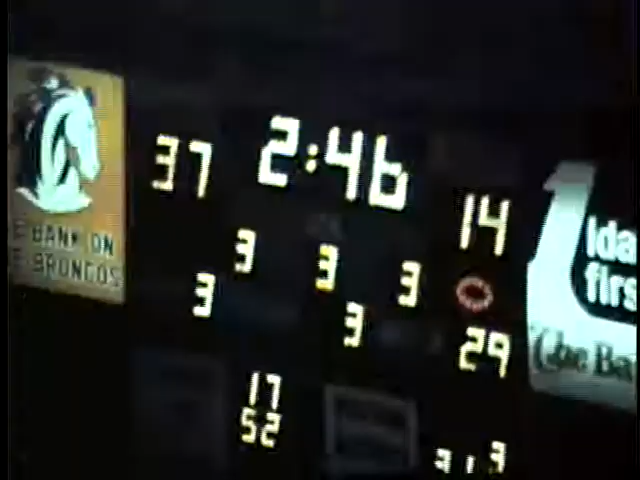 37 2:46 14
3 3 3
3 3 29
BANK ON
BRONCOS
Ida
firs
The Ba
17
52